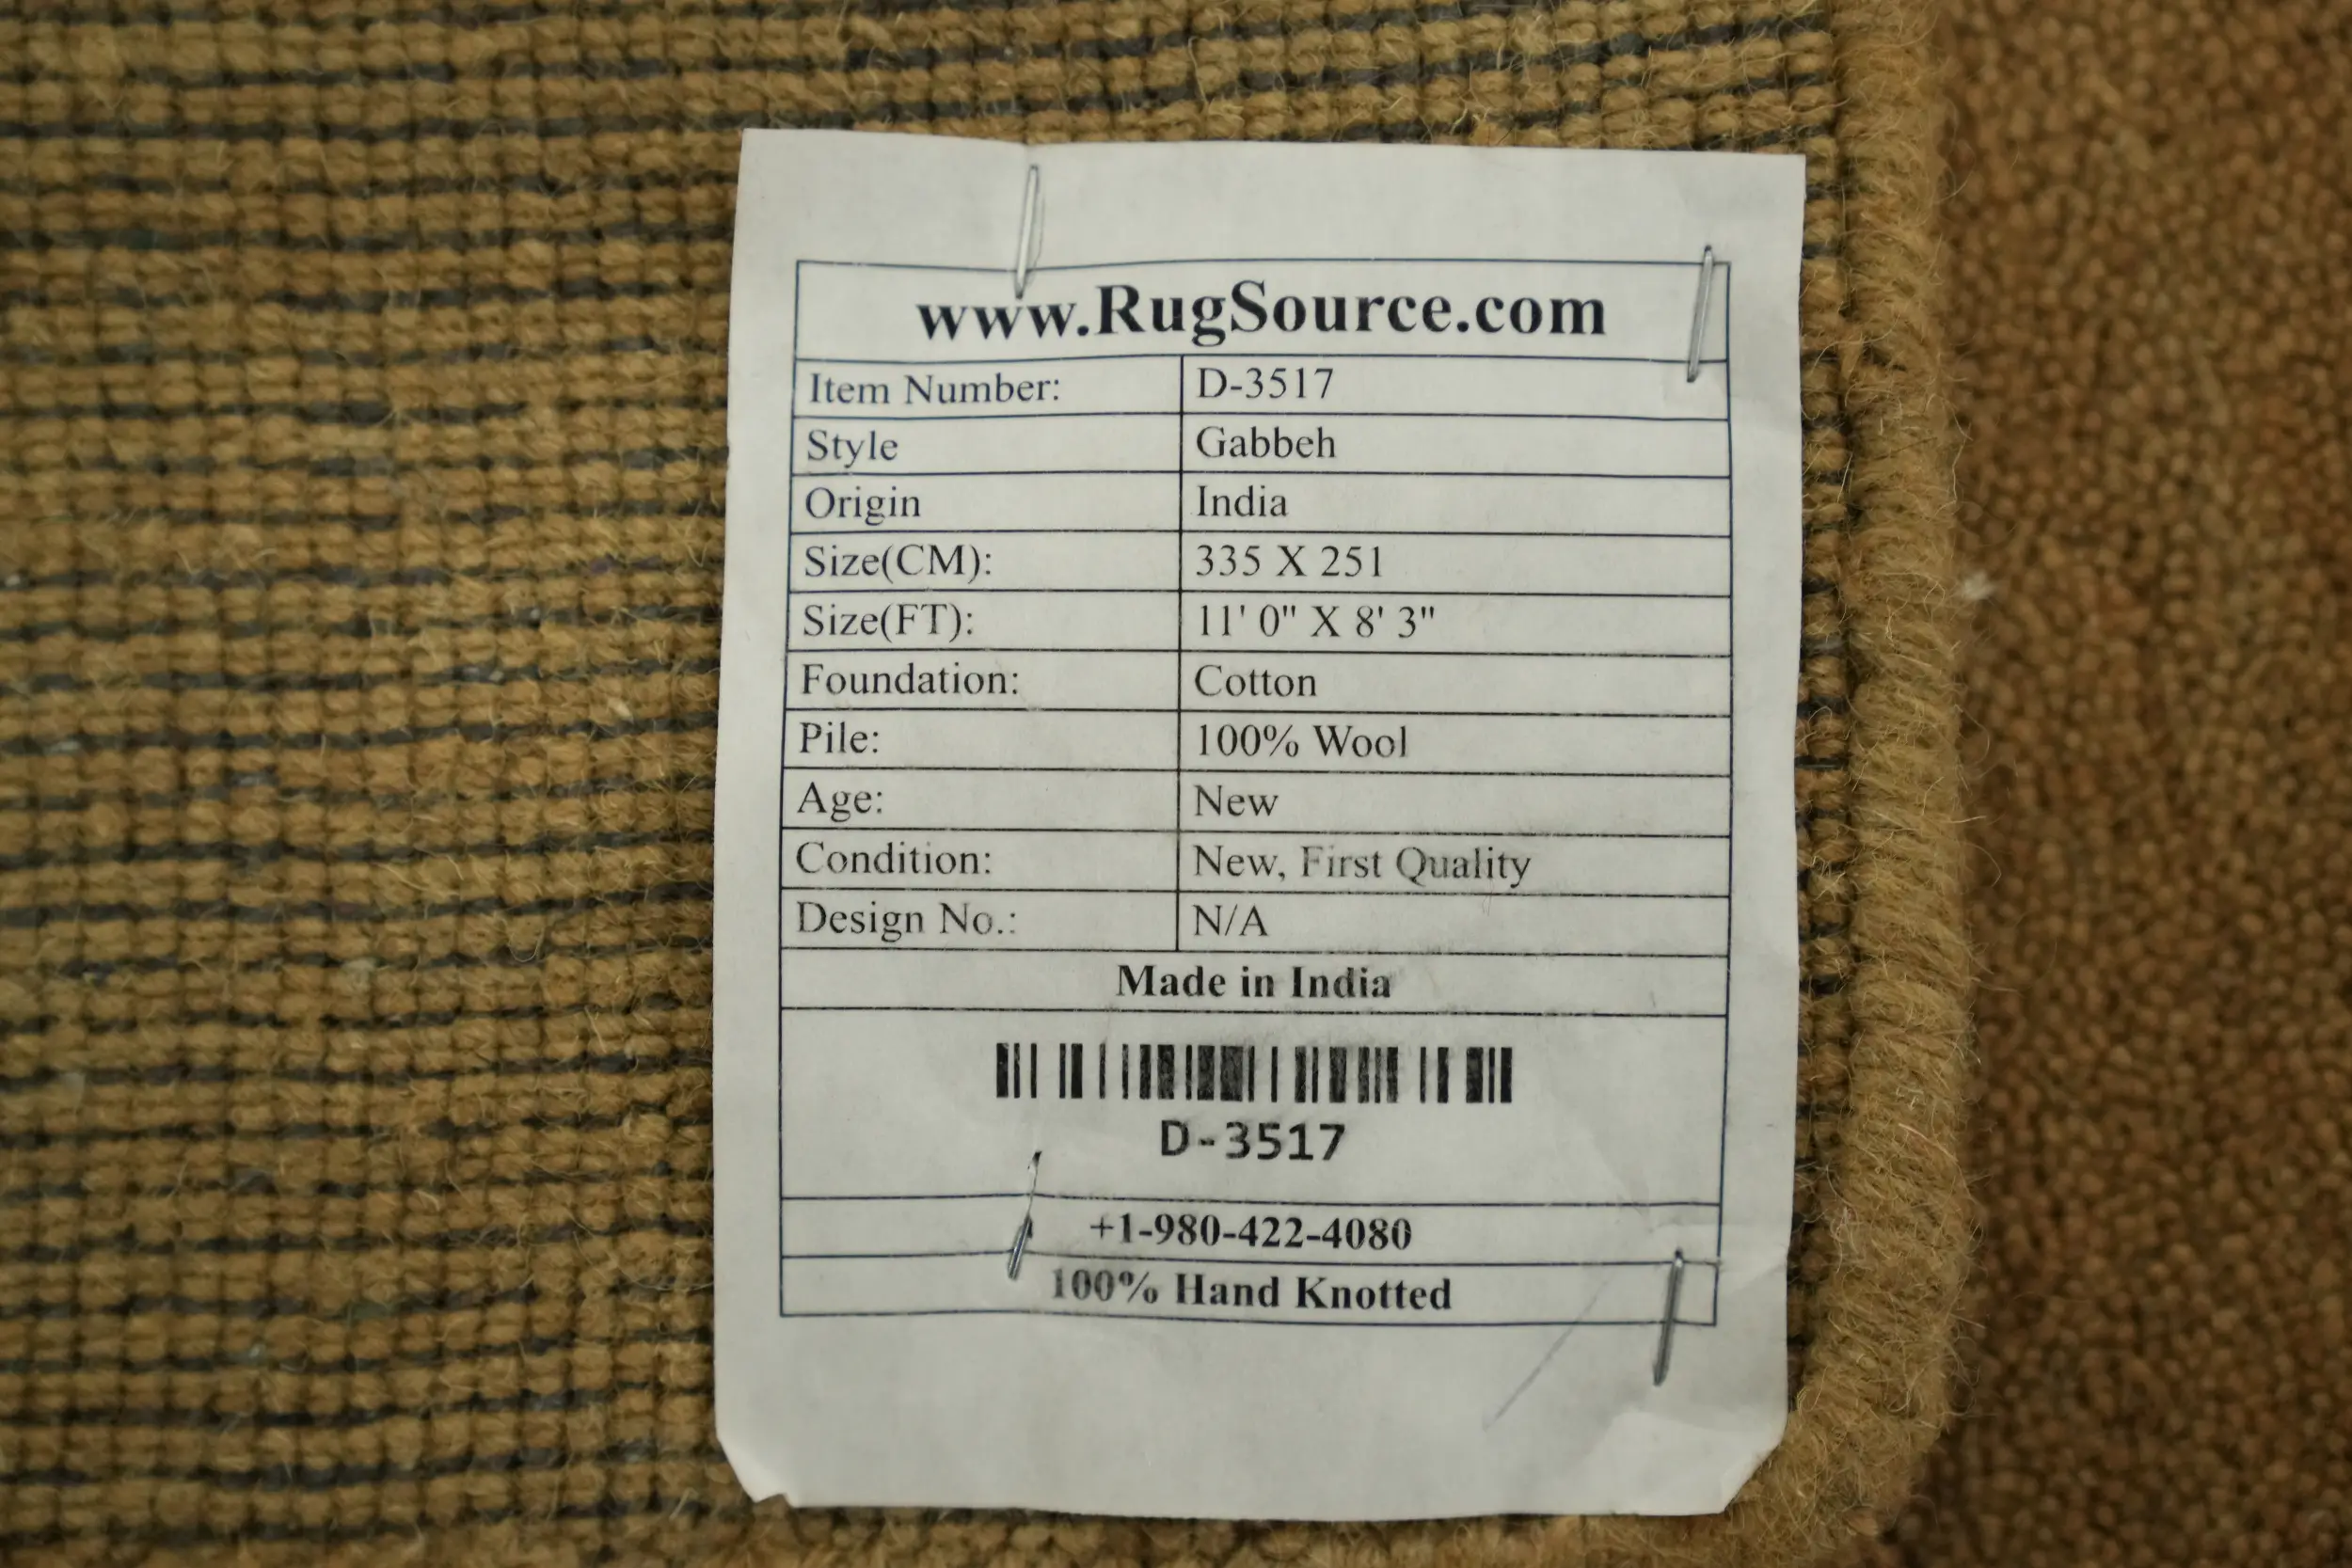 www.RugSource.com
Item Number: D-3517
Style Gabbeh
Origin India
Size(CM): 335 X 251
Size(FT): 11' 0" X 8' 3"
Foundation: Cotton
Pile: 100% Wool
Age: New
Condition: New, First Quality
Design No.: N/A
Made in India
D-3517
+1-980-422-4080
100% Hand Knotted